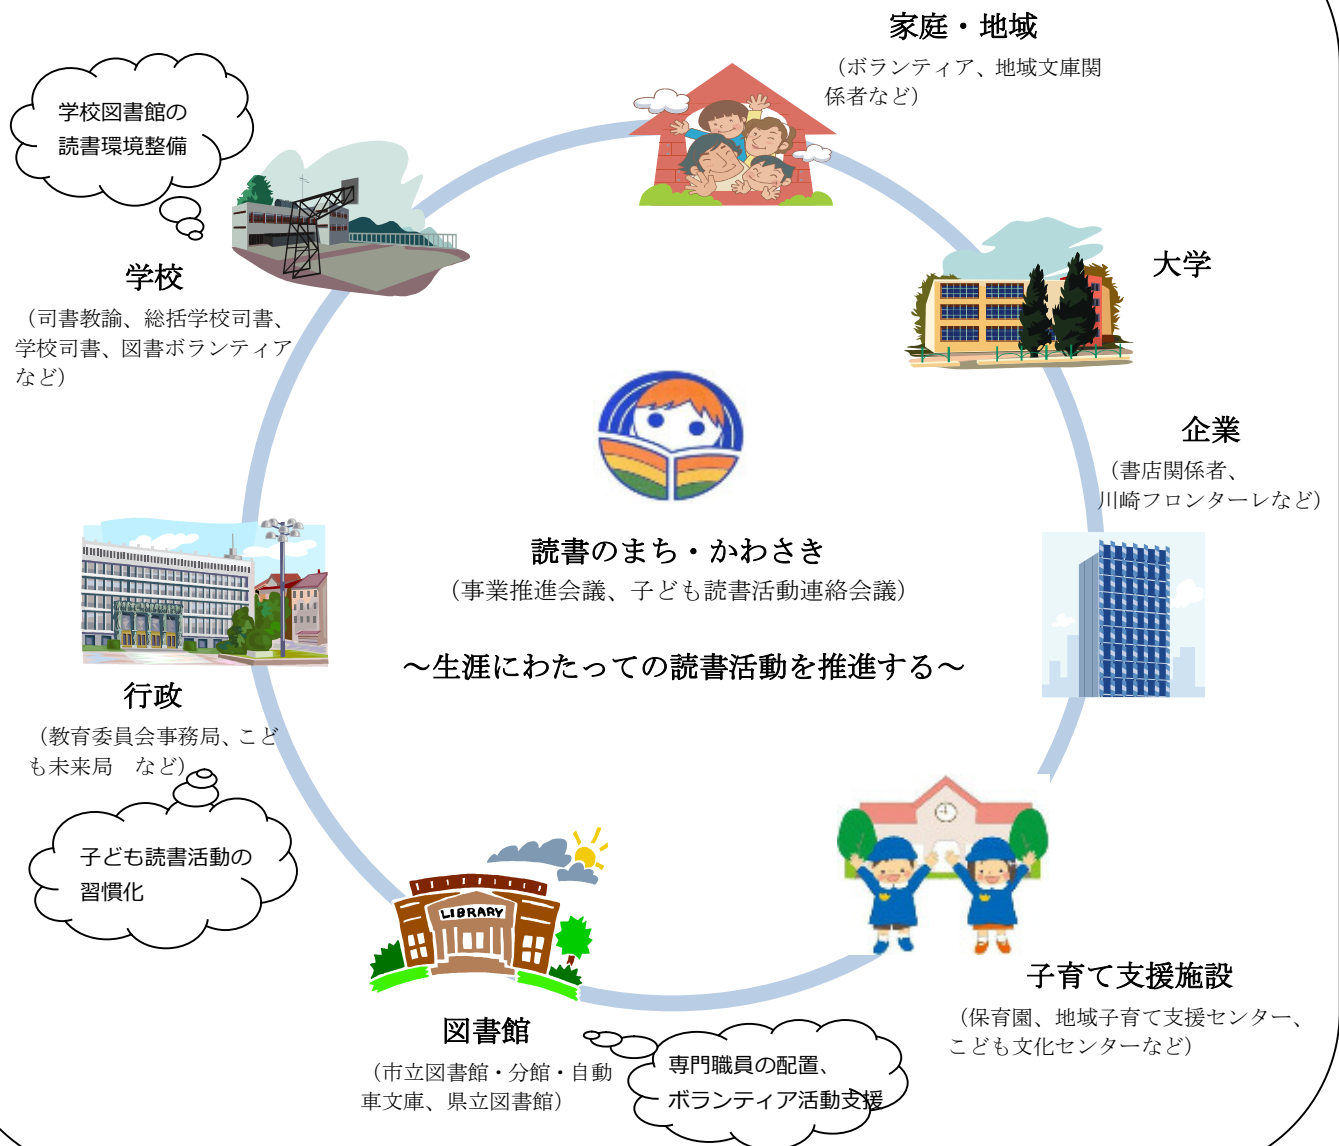 家庭・地域
（ボランティア、地域文庫関
係者など）
学校図書館の
読書環境整備
学校
（司書教諭、総括学校司書、
学校司書、図書ボランティア
など）
大学
企業
（書店関係者、
川崎フロンターレなど）
読書のまち・かわさき
（事業推進会議、子ども読書活動連絡会議）
～生涯にわたっての読書活動を推進する～
行政
（教育委員会事務局、こど
も未来局　など）
子ども読書活動の
習慣化
LIBRARY
図書館
（市立図書館・分館・自動
車文庫、県立図書館）
専門職員の配置、
ボランティア活動支援
子育て支援施設
（保育園、地域子育て支援センター、
こども文化センターなど）